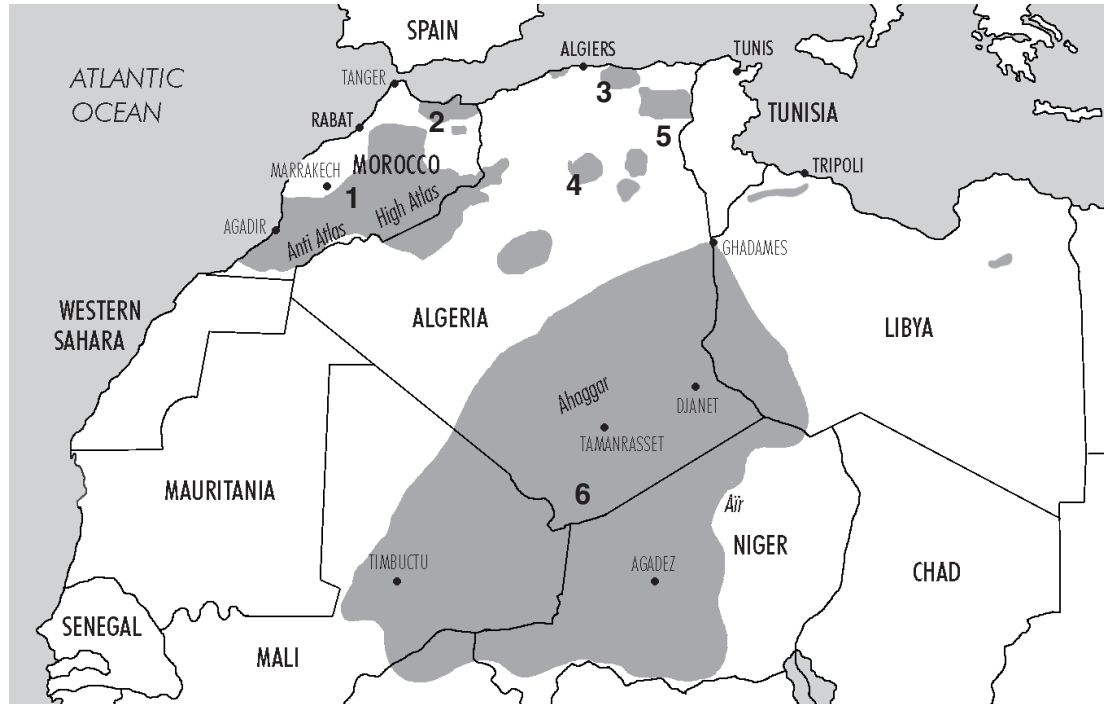 SPAIN
ATLANTIC
OCEAN
TANGER
ALGIERS
TUNIS
3
2
RABAT
TUNISIA
5
MARRAKECH
MOROCCO
TRIPOLI
4
1
High Atlas
AGADIR
Anti Atlas
GHADAMES
WESTERN
SAHARA
ALGERIA
LIBYA
Ahaggar
DJANET
TAMANRASSET
MAURITANIA
6
Aïr
NIGER
TIMBUCTU
AGADEZ
CHAD
SENEGAL
MALI